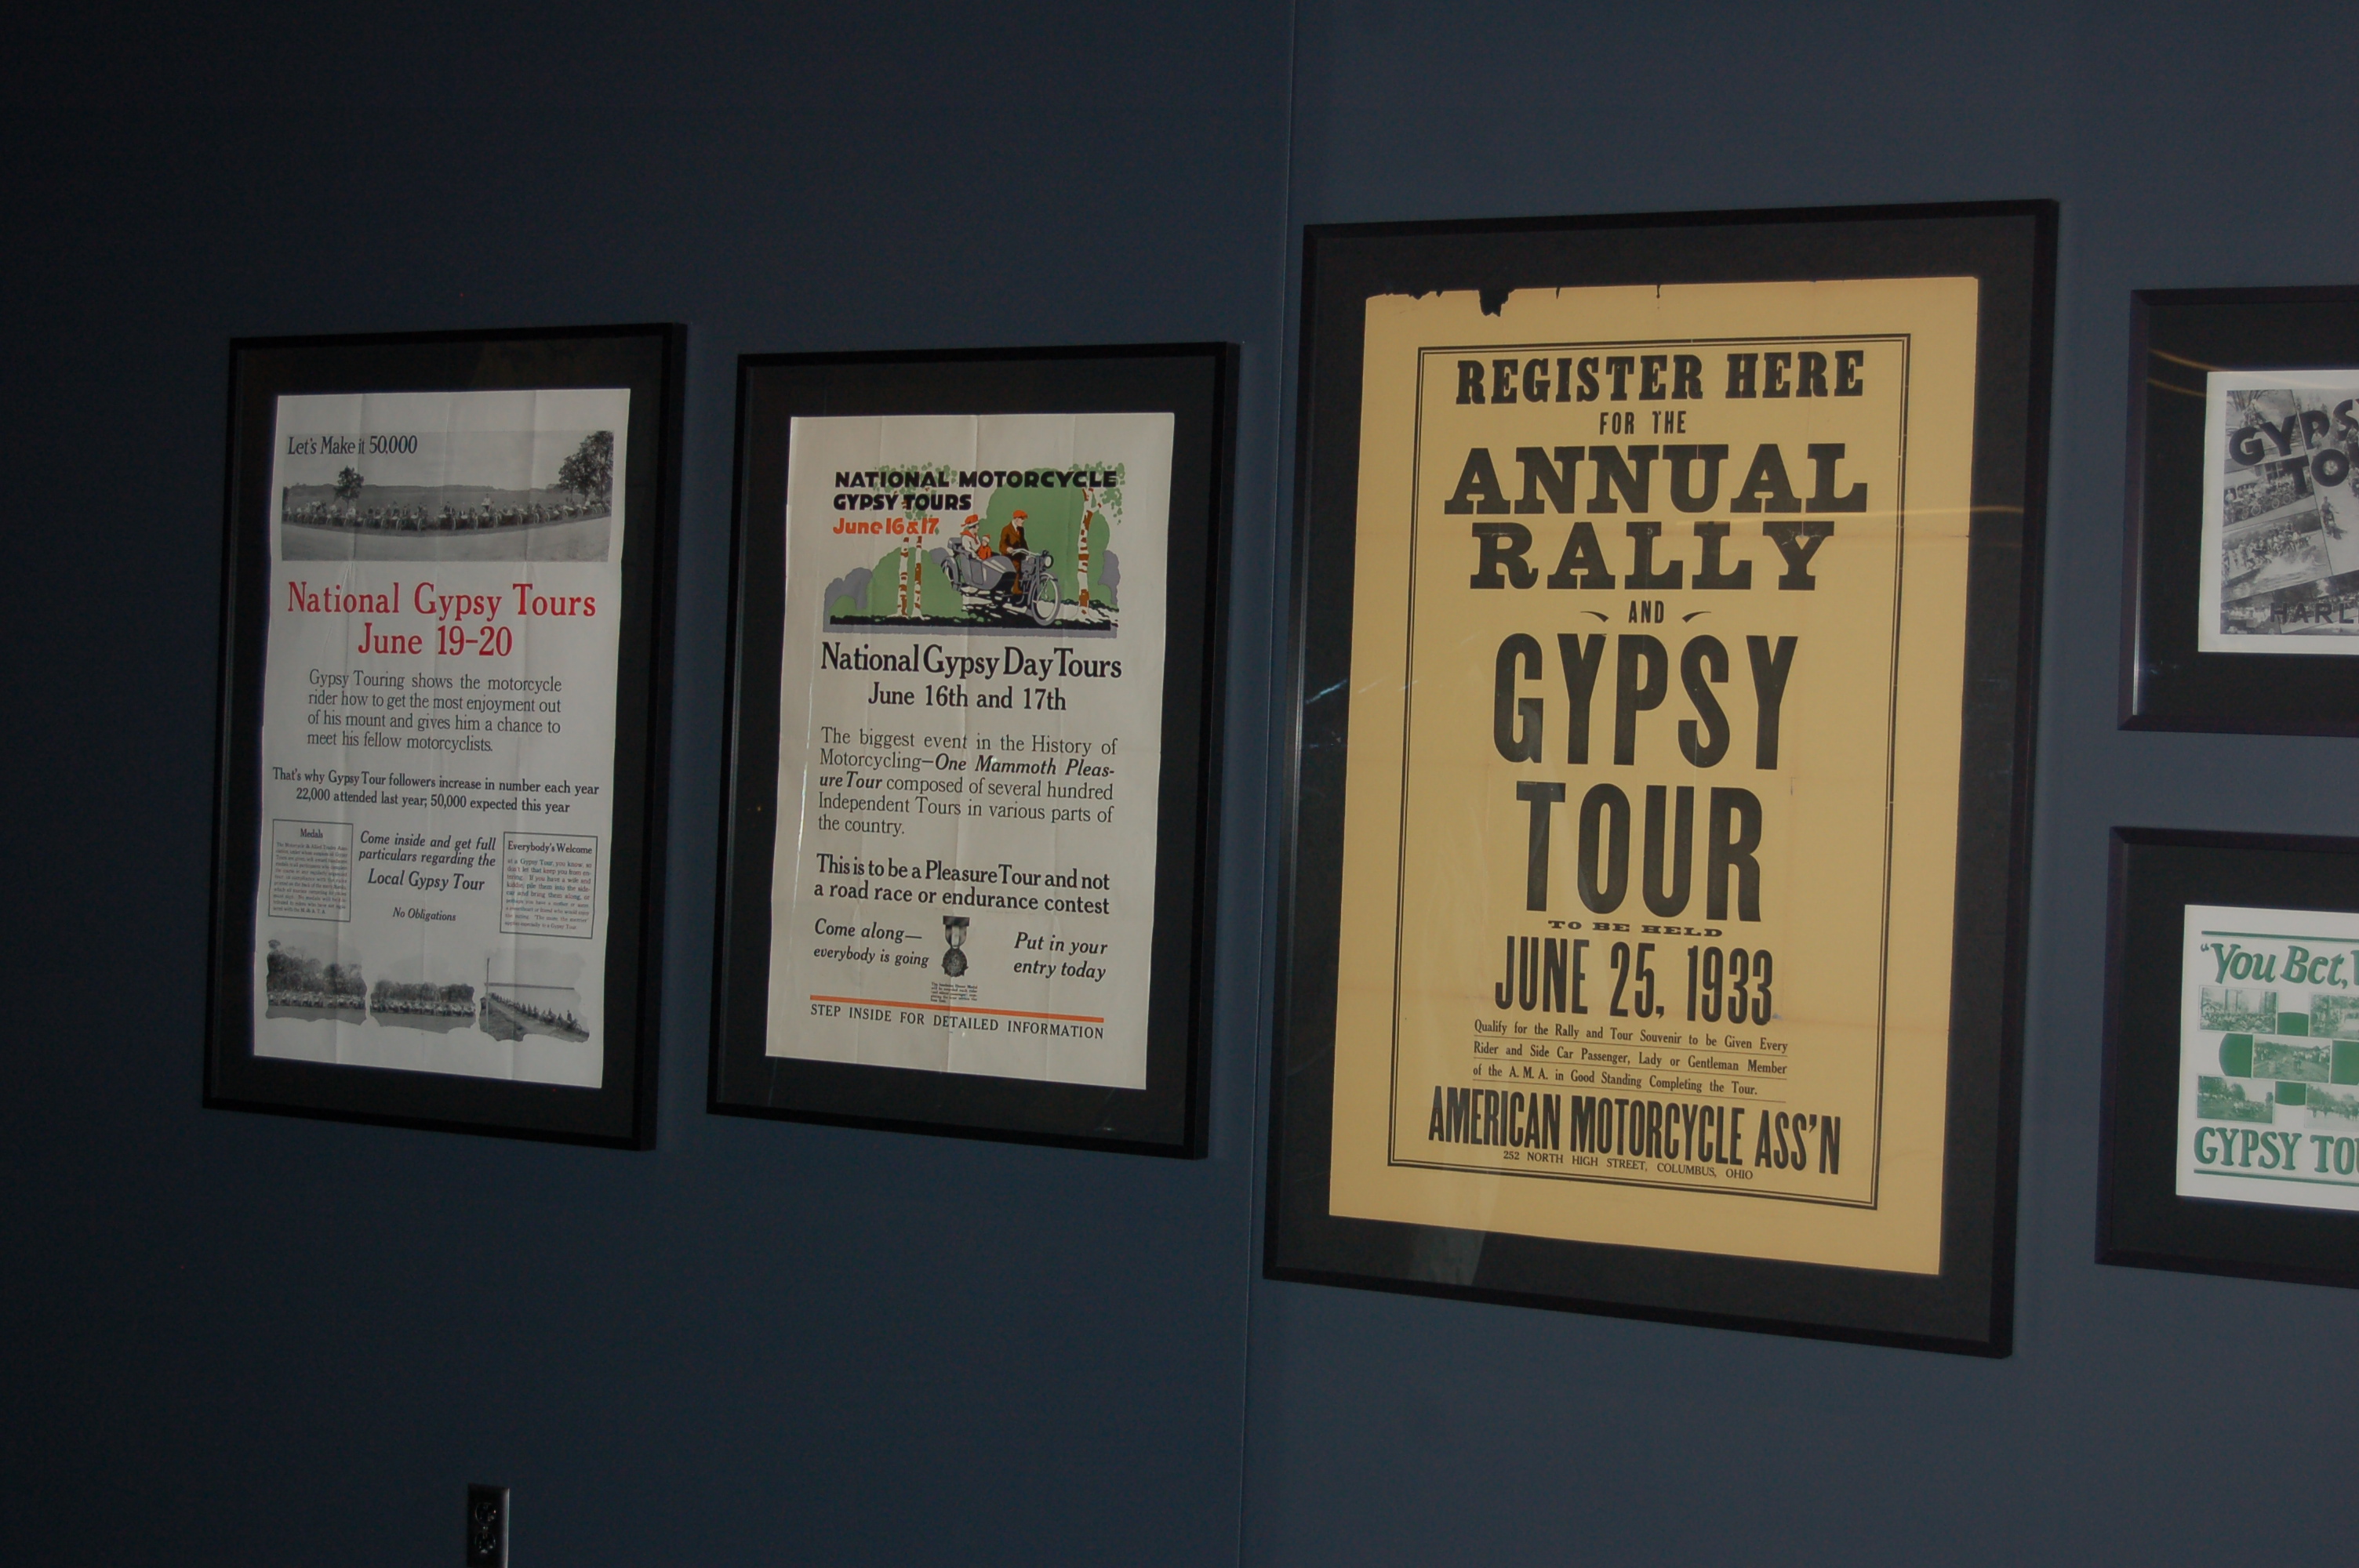 Let's Make it 50,000
National Gypsy Tours
June 19-20
Gypsy Touring shows the motorcycle
rider how to get the most enjoyment out
of his mount and gives him a chance to
meet his fellow motorcyclists.
That's why Gypsy Tour followers increase in number each year
22,000 attended last year; 50,000 expected this year
Medals
Come inside and get full
particulars regarding the
Local Gypsy Tour
No Obligations
Everybody's Welcome
NATIONAL MOTORCYCLE
GYPSY TOURS
June 16 & 17
National Gypsy Day Tours
June 16th and 17th
The biggest event in the History of
Motorcycling—One Mammoth Pleas-
ure Tour composed of several hundred
Independent Tours in various parts of
the country.
This is to be a Pleasure Tour and not
a road race or endurance contest
Come along—
everybody is going
Put in your
entry today
STEP INSIDE FOR DETAILED INFORMATION
REGISTER HERE
FOR THE
ANNUAL
RALLY
AND
GYPSY
TOUR
TO BE HELD
JUNE 25, 1933
Qualify for the Rally and Tour Souvenir to be Given Every
Rider and Side Car Passenger, Lady or Gentleman Member
of the A. M. A. in Good Standing Completing the Tour.
AMERICAN MOTORCYCLE ASS'N
252 NORTH HIGH STREET, COLUMBUS, OHIO
GYPS
TO
HARL
"You Bet,
GYPSY TO